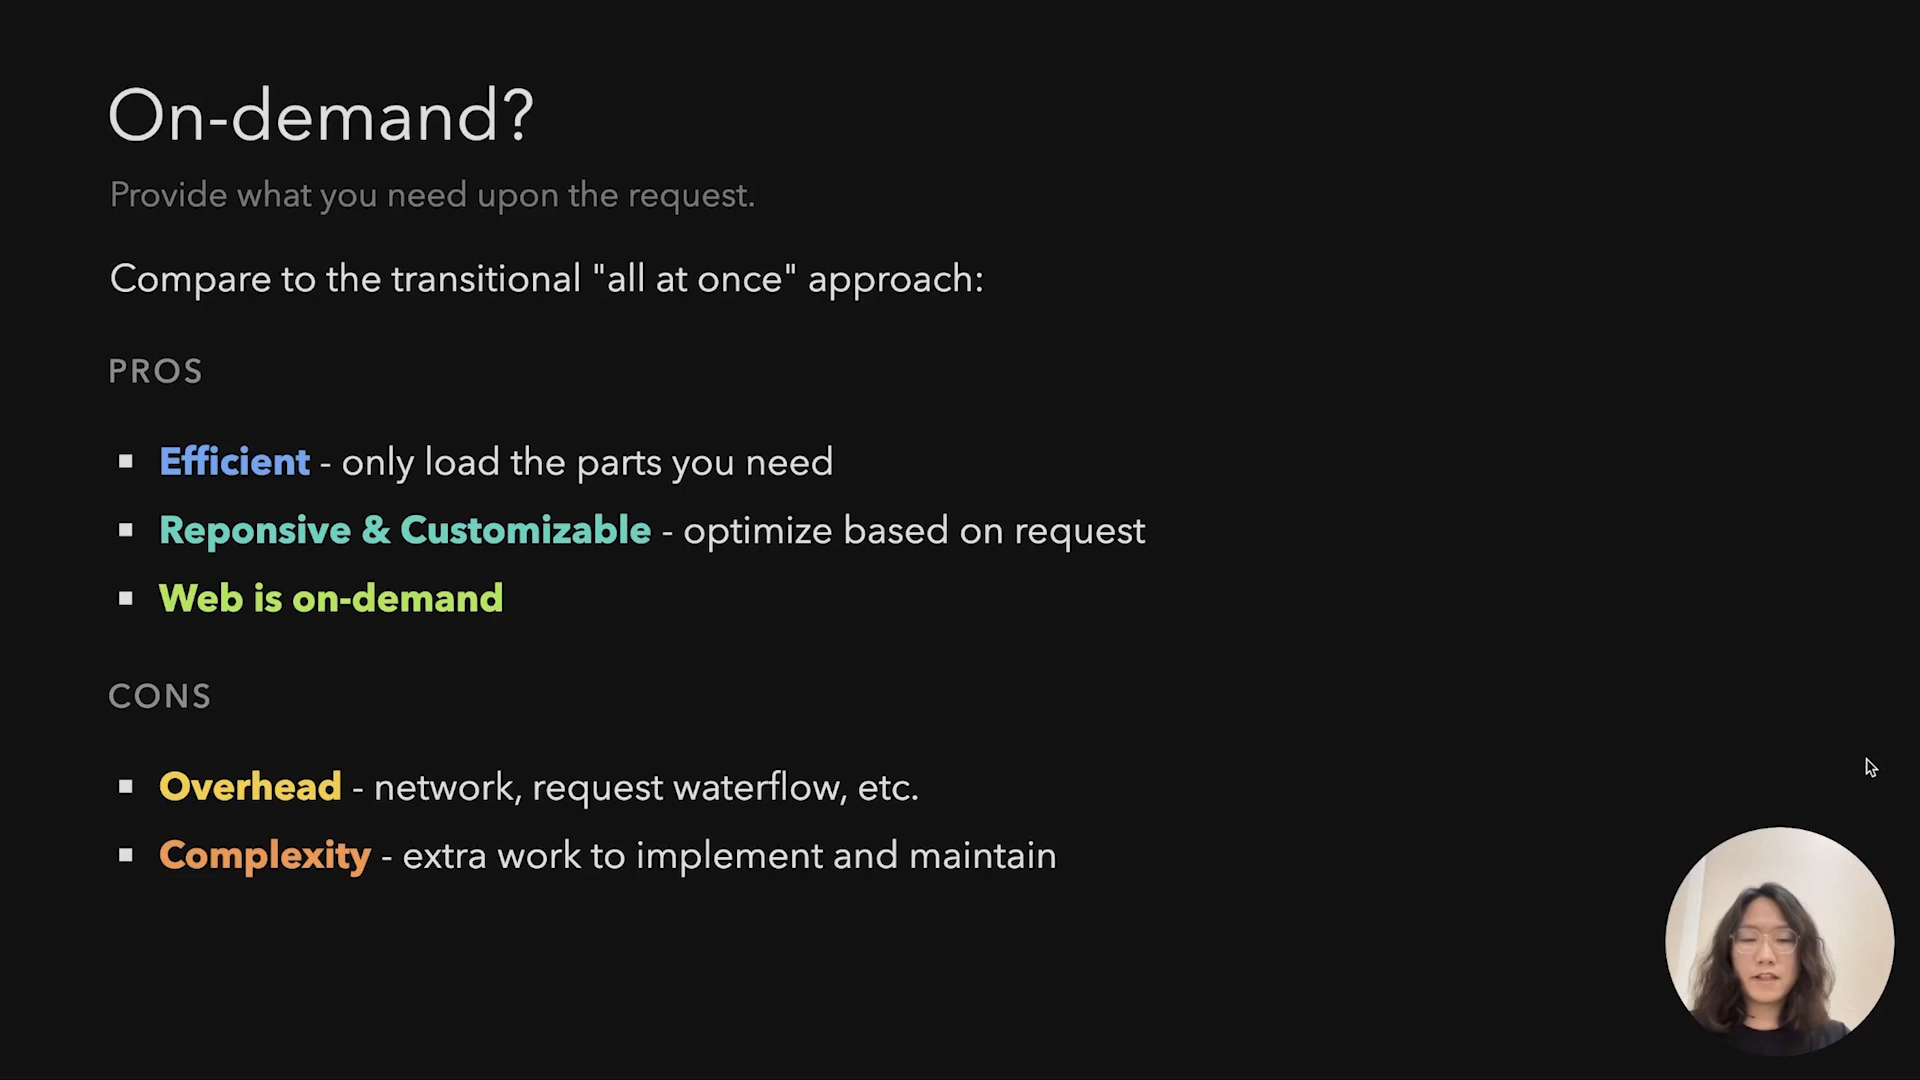 On-demand?
Provide what you need upon the request.
Compare to the transitional "all at once" approach:
PROS
Efficient - only load the parts you need
Reponsive & Customizable - optimize based on request
Web is on-demand
CONS
Overhead - network, request waterflow, etc.
Complexity - extra work to implement and maintain